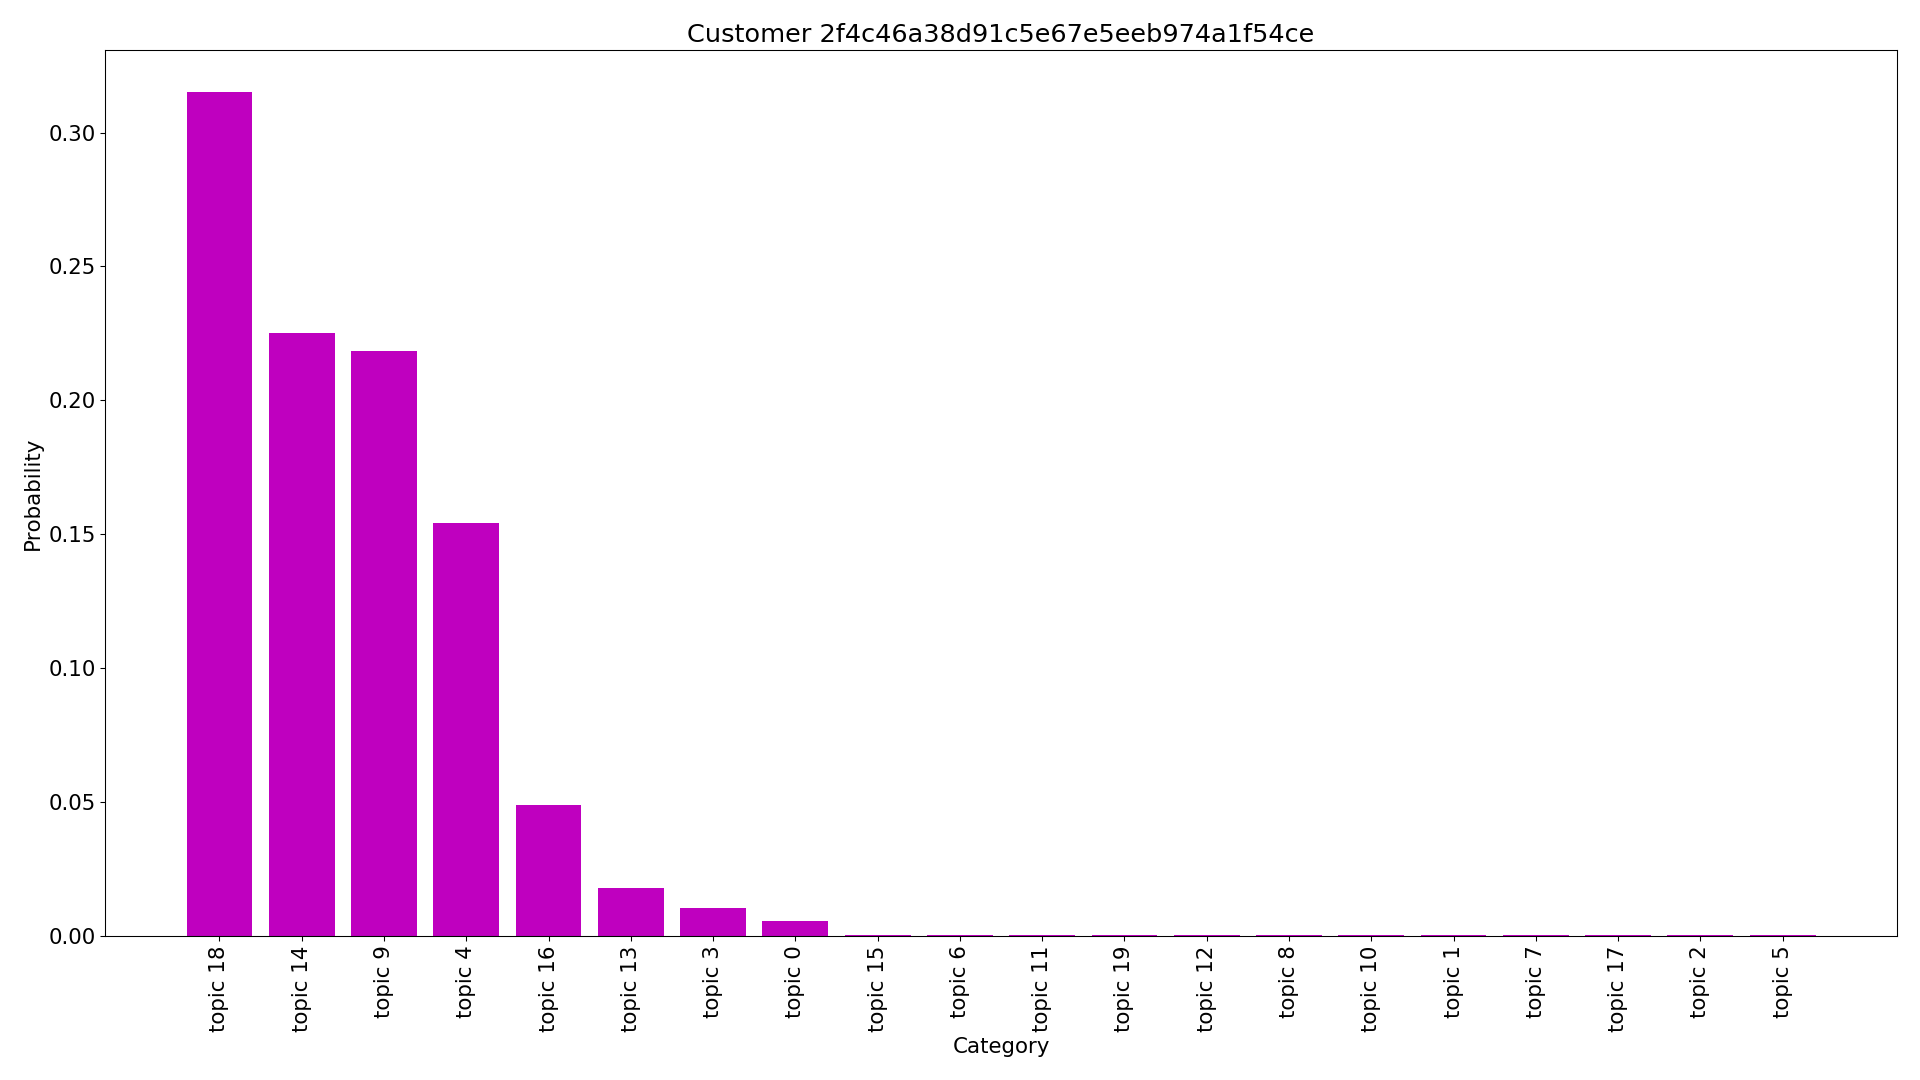 Customer 2f4c46a38d91c5e67e5eeb974a1f54ce
Probability
0.30
0.25
0.20
0.15
0.10
0.05
0.00
topic 18
topic 14
topic 9
topic 4
topic 16
topic 13
topic 3
topic 0
topic 15
topic 6
topic 11
topic 19
topic 12
topic 8
topic 10
topic 1
topic 7
topic 17
topic 2
topic 5
Category